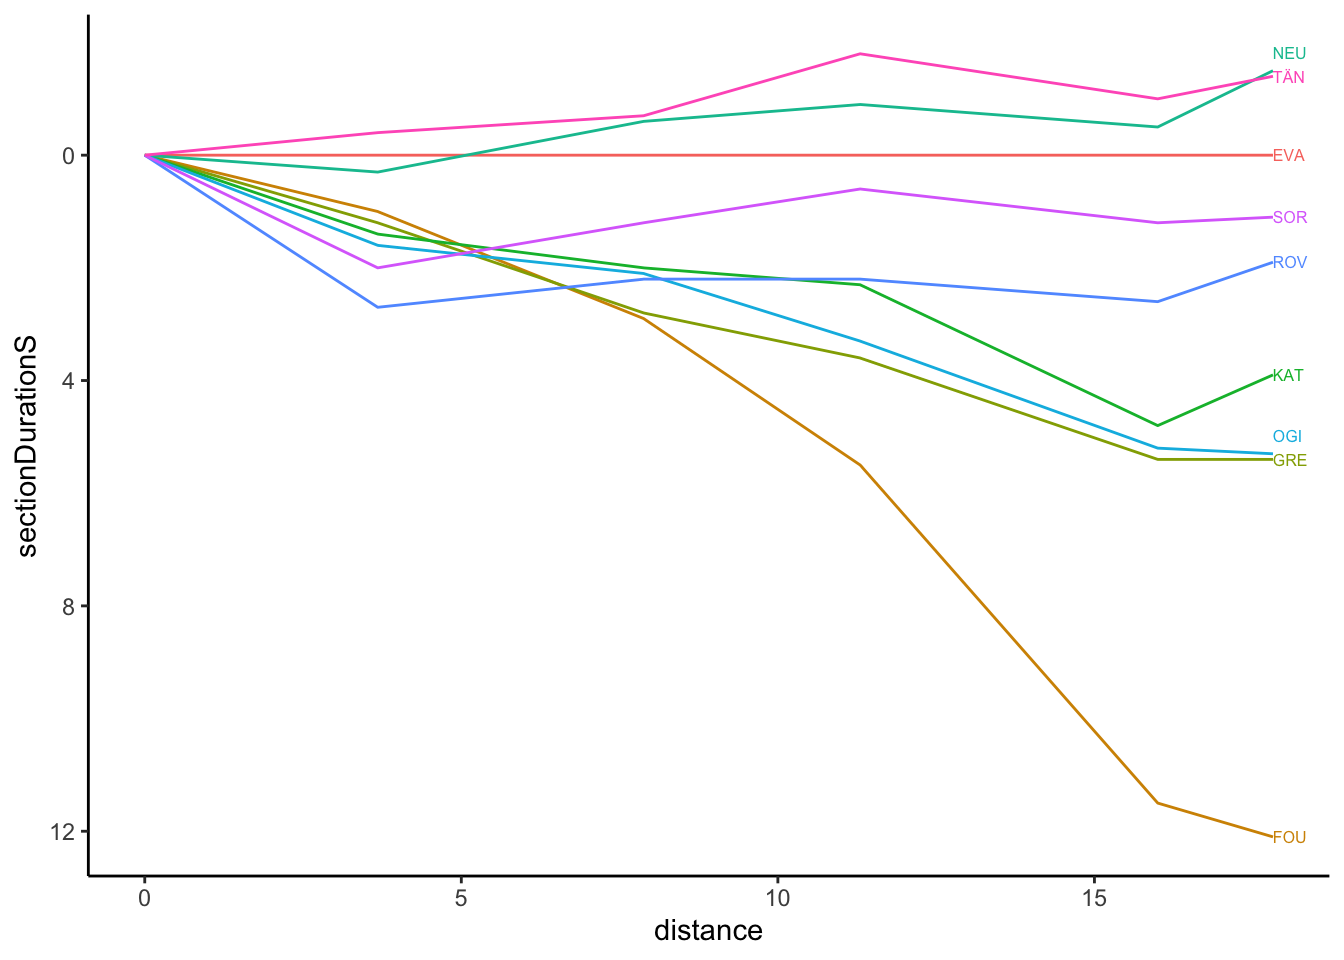 NEU
TÄN
0
EVA
SOR
ROV
4
KAT
OGI
GRE
8
12
FOU
sectionDurationS
0 5 10 15
distance